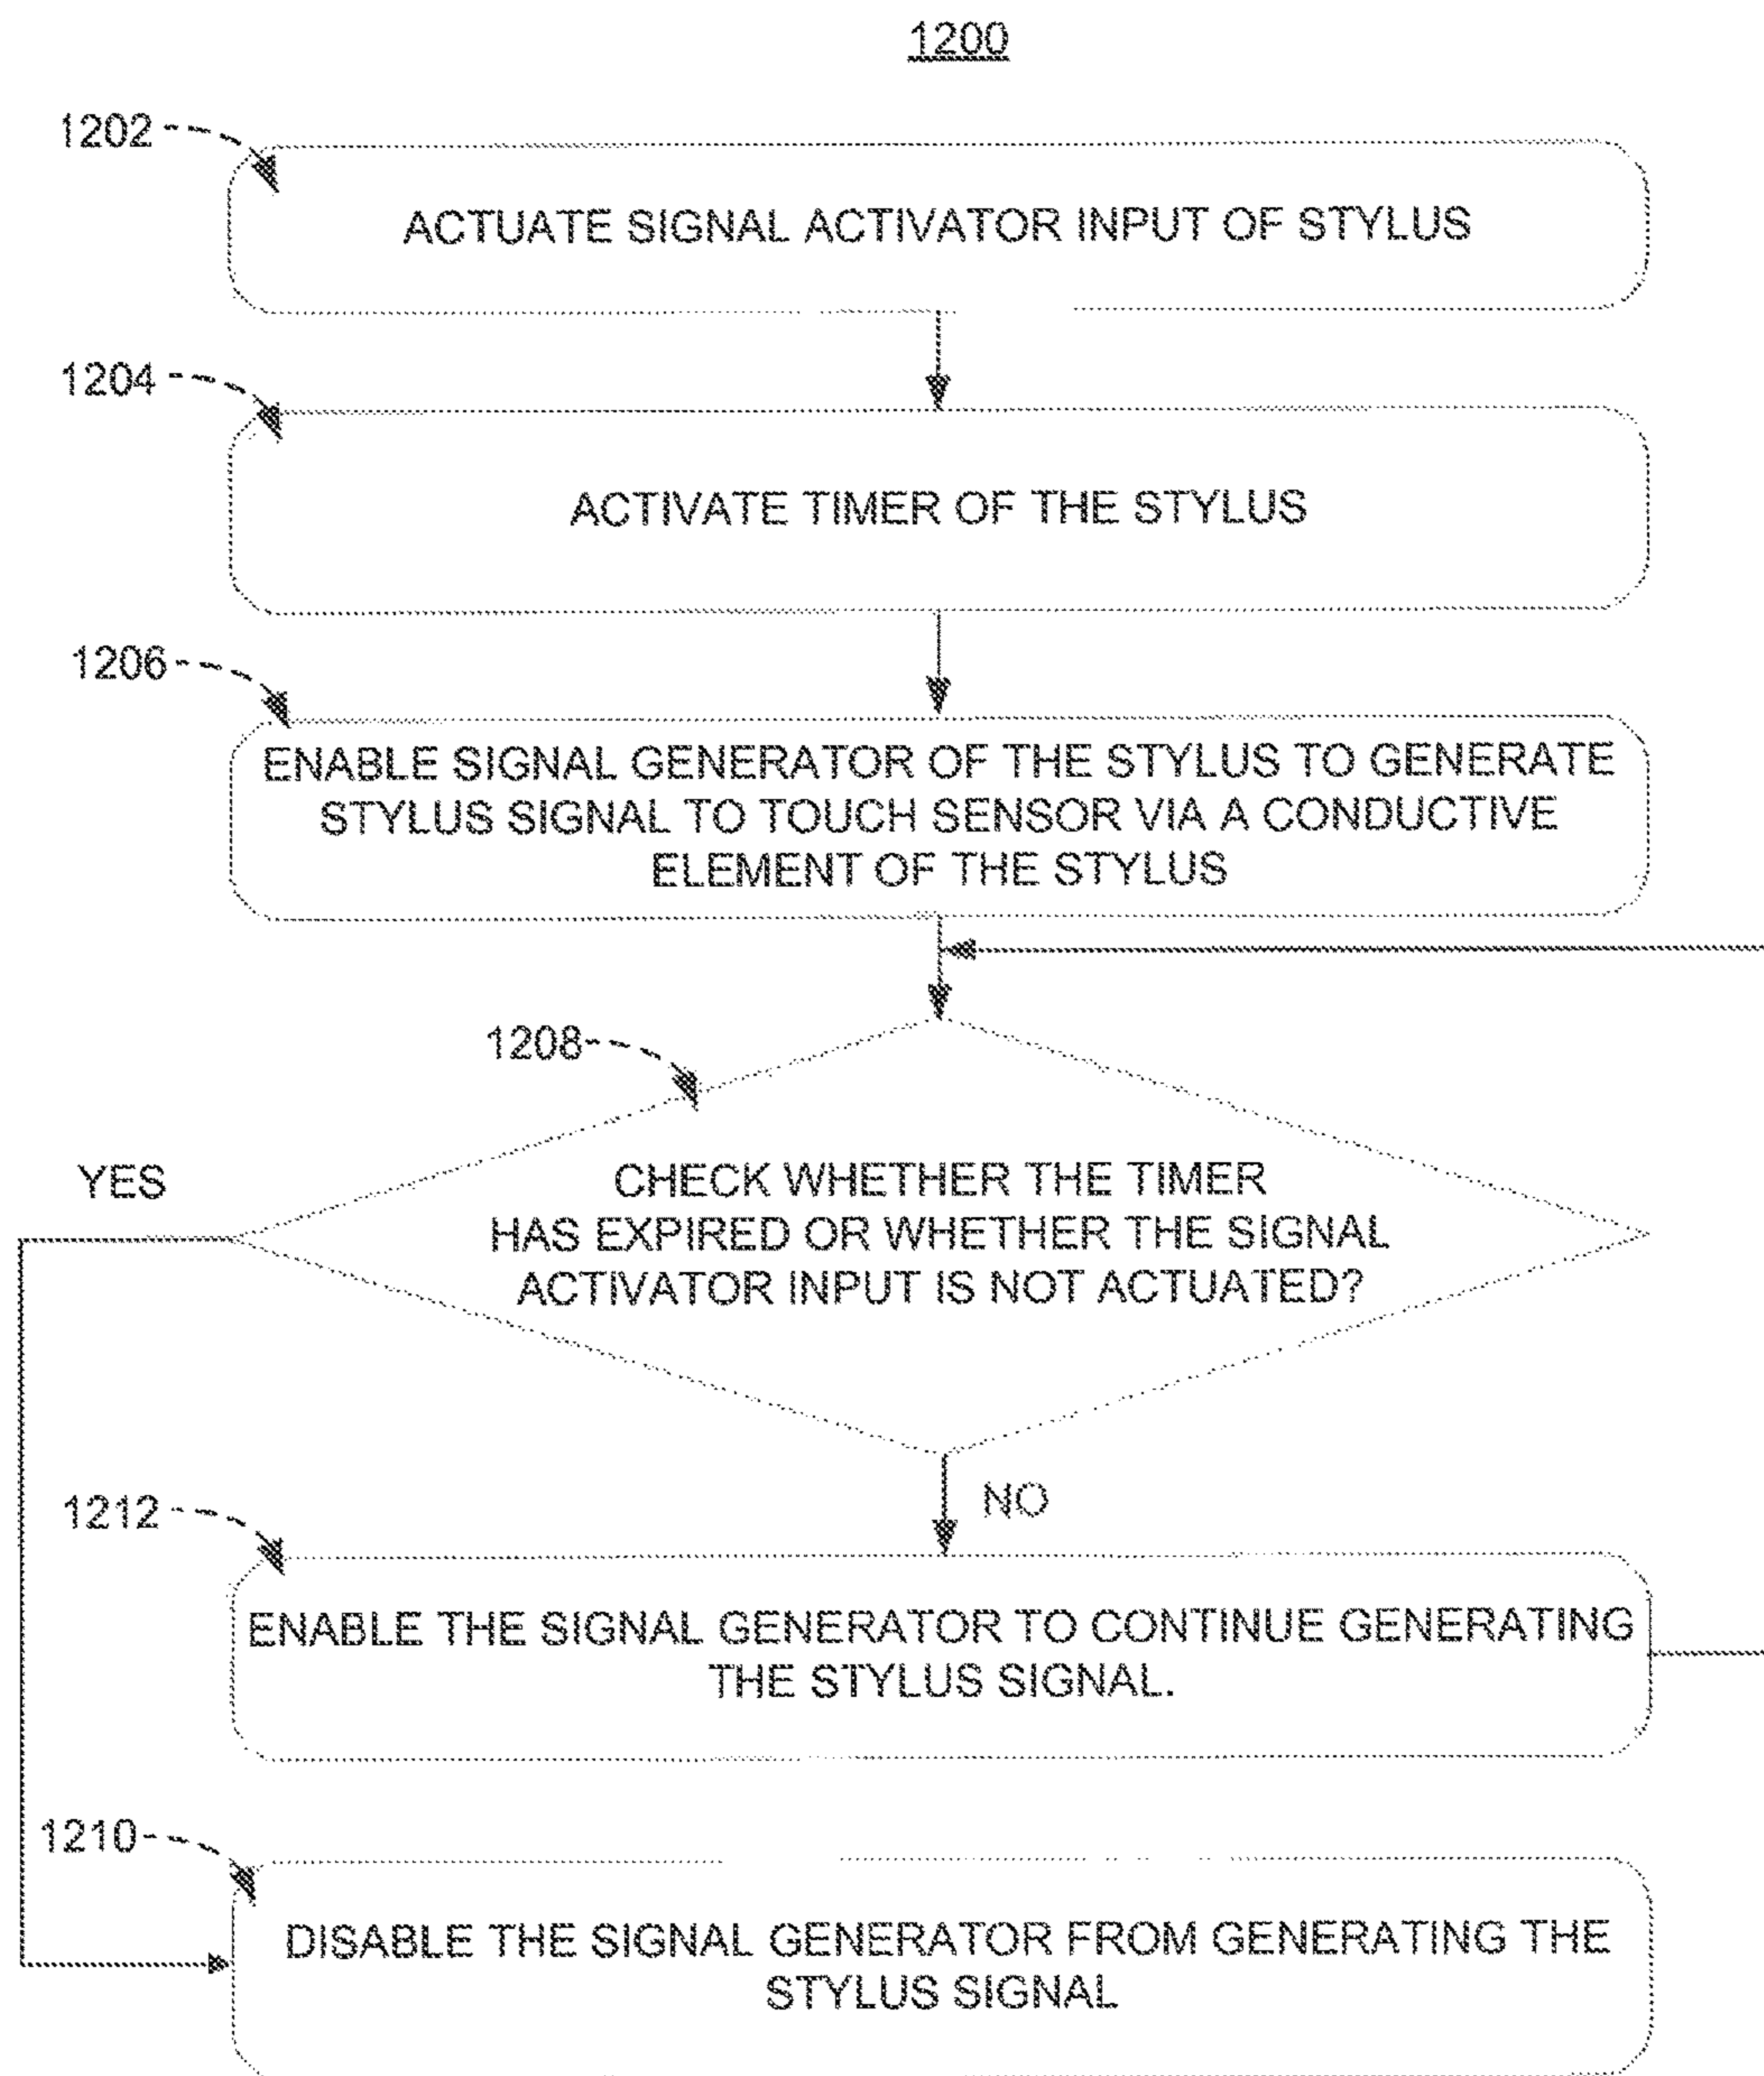 1200
1202
ACTUATE SIGNAL ACTIVATOR INPUT OF STYLUS
1204
ACTIVATE TIMER OF THE STYLUS
1206
ENABLE SIGNAL GENERATOR OF THE STYLUS TO GENERATE
STYLUS SIGNAL TO TOUCH SENSOR VIA A CONDUCTIVE
ELEMENT OF THE STYLUS
1208
YES
CHECK WHETHER THE TIMER
HAS EXPIRED OR WHETHER THE SIGNAL
ACTIVATOR INPUT IS NOT ACTUATED?
NO
1212
ENABLE THE SIGNAL GENERATOR TO CONTINUE GENERATING
THE STYLUS SIGNAL.
1210
DISABLE THE SIGNAL GENERATOR FROM GENERATING THE
STYLUS SIGNAL